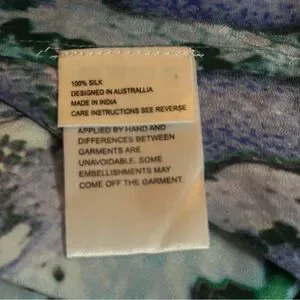 100% SILK
DESIGNED IN AUSTRALLIA
MADE IN INDIA
CARE INSTRUCTIONS SEE REVERSE
APPLIED BY HAND AND
DIFFERENCES BETWEEN
GARMENTS ARE
UNAVOIDABLE. SOME
EMBELLISHMENTS MAY
COME OFF THE GARMENT.